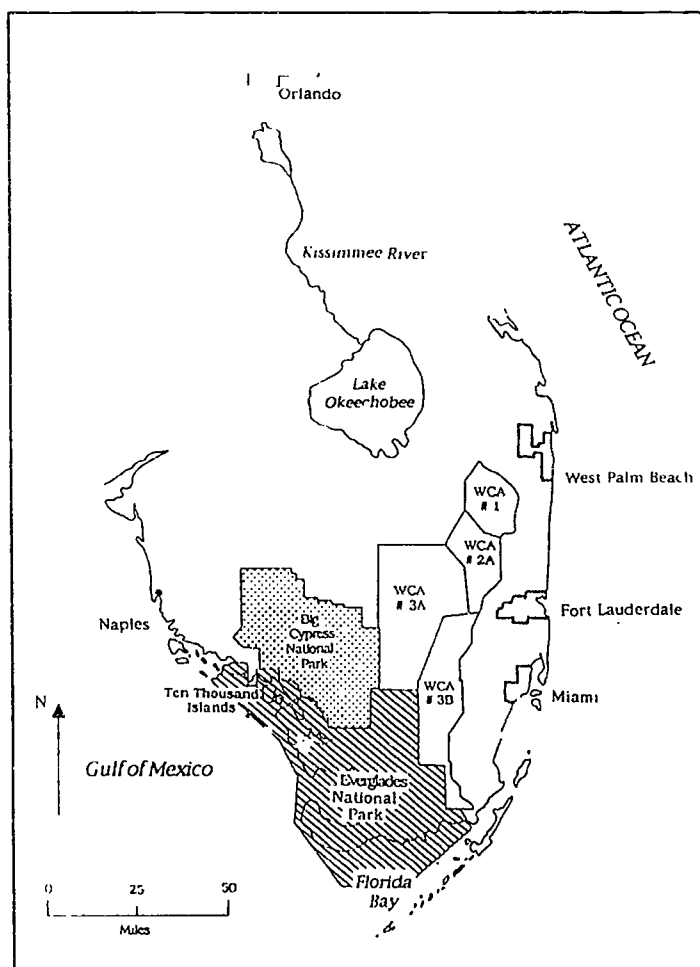 Orlando
Kissimmee River
ATLANTIC OCEAN
Lake
Okeechobee
WCA
# 1
West Palm Beach
WCA
# 2A
WCA
# 3A
Fort Lauderdale
Naples
Big
Cypress
National
Park
WCA
# 3B
Miami
Ten Thousand
Islands
N
Gulf of Mexico
Everglades
National
Park
Florida
Bay
0 25 50
Miles